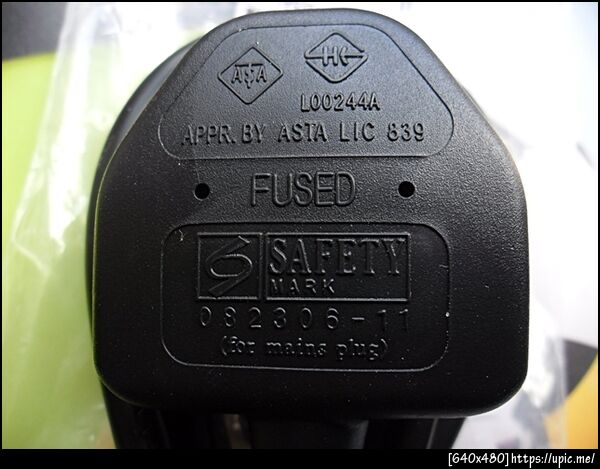 ASTA HK
L00244A
APPR. BY ASTA LIC 839
FUSED
S SAFETY
MARK
082306-11
(for mains plug)
[640x480]https://upic.me/